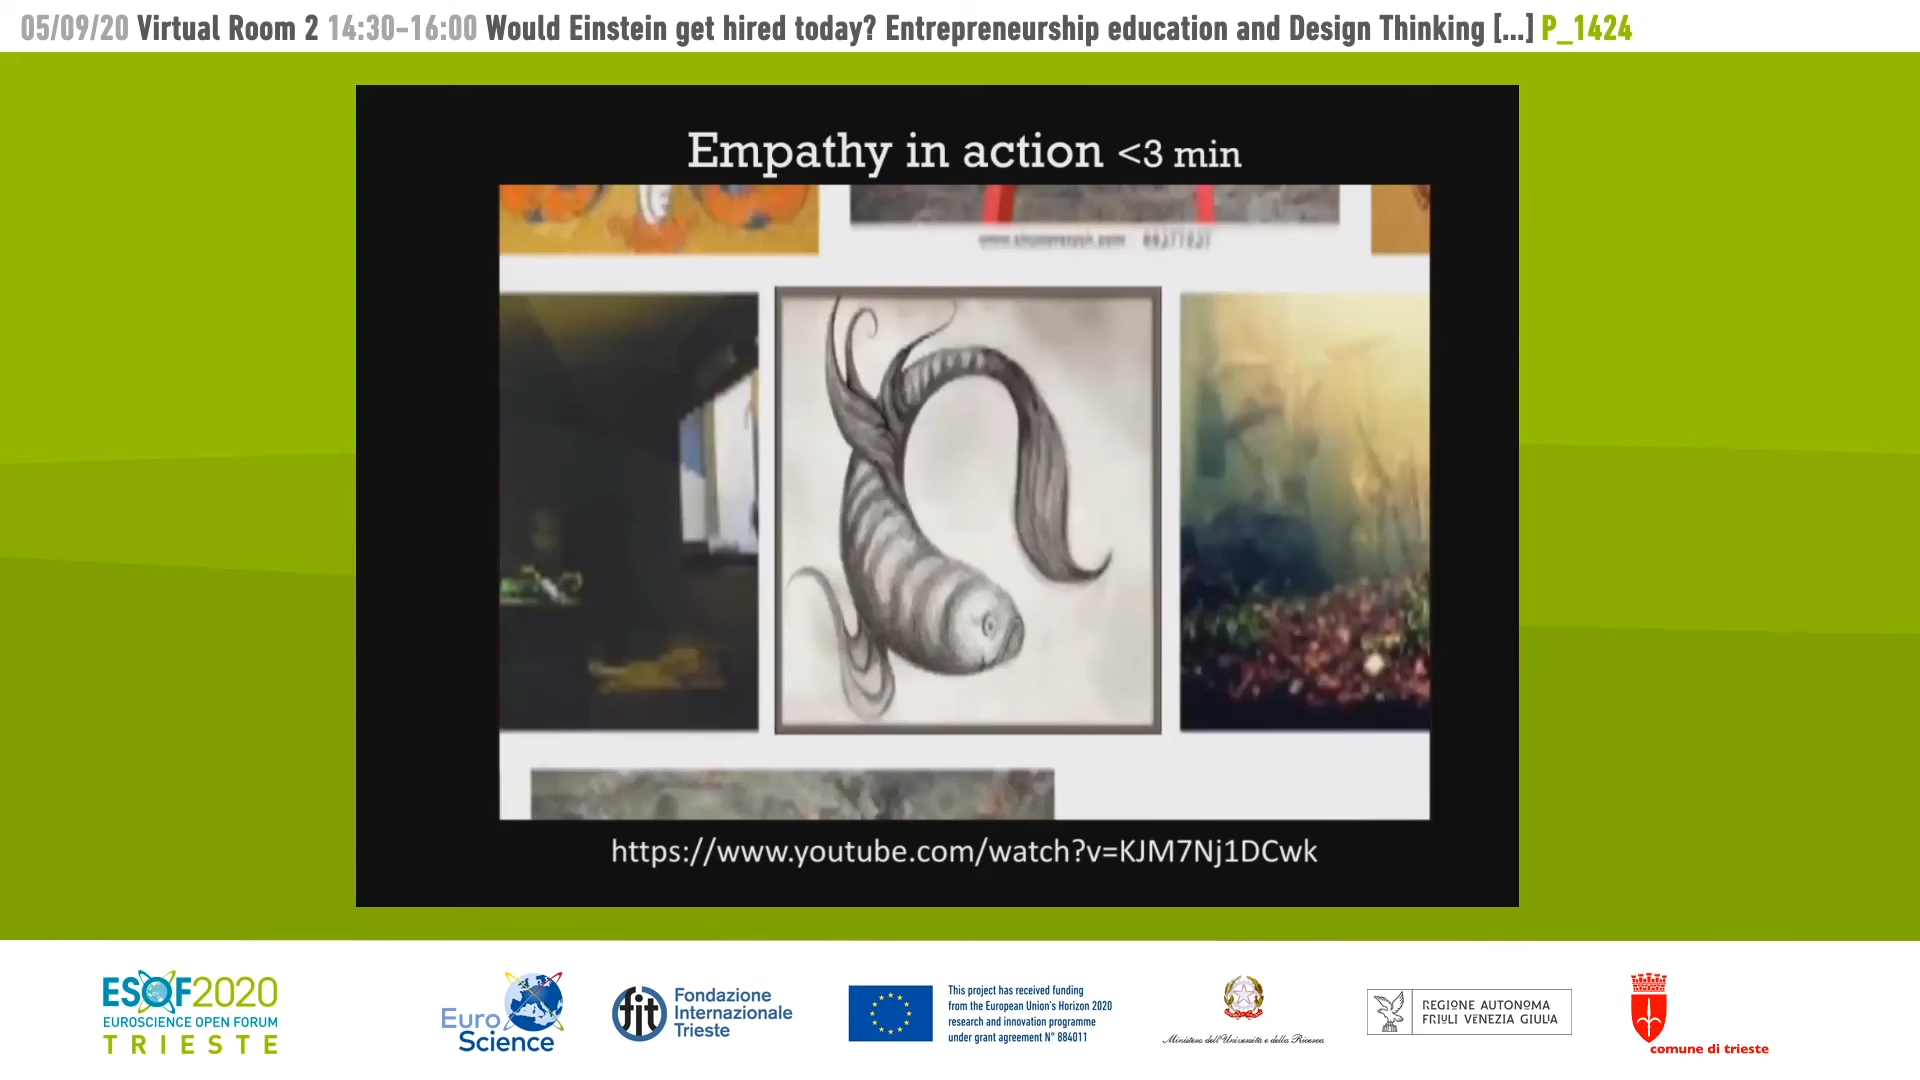 05/09/20 Virtual Room 2 14:30-16:00 Would Einstein get hired today? Entrepreneurship education and Design Thinking [...] P_1424
Empathy in action <3 min
https://www.youtube.com/watch?v=KJM7Nj1DCwk
ESOF2020
EUROSCIENCE OPEN FORUM
TRIESTE
Euro
Science
fit
Fondazione
Internazionale
Trieste
This project has received funding
from the European Union's Horizon 2020
research and innovation programme
under grant agreement N° 884011
Ministero dell'Università e della Ricerca
REGIONE AUTONOMA
FRIULI VENEZIA GIULIA
comune di trieste